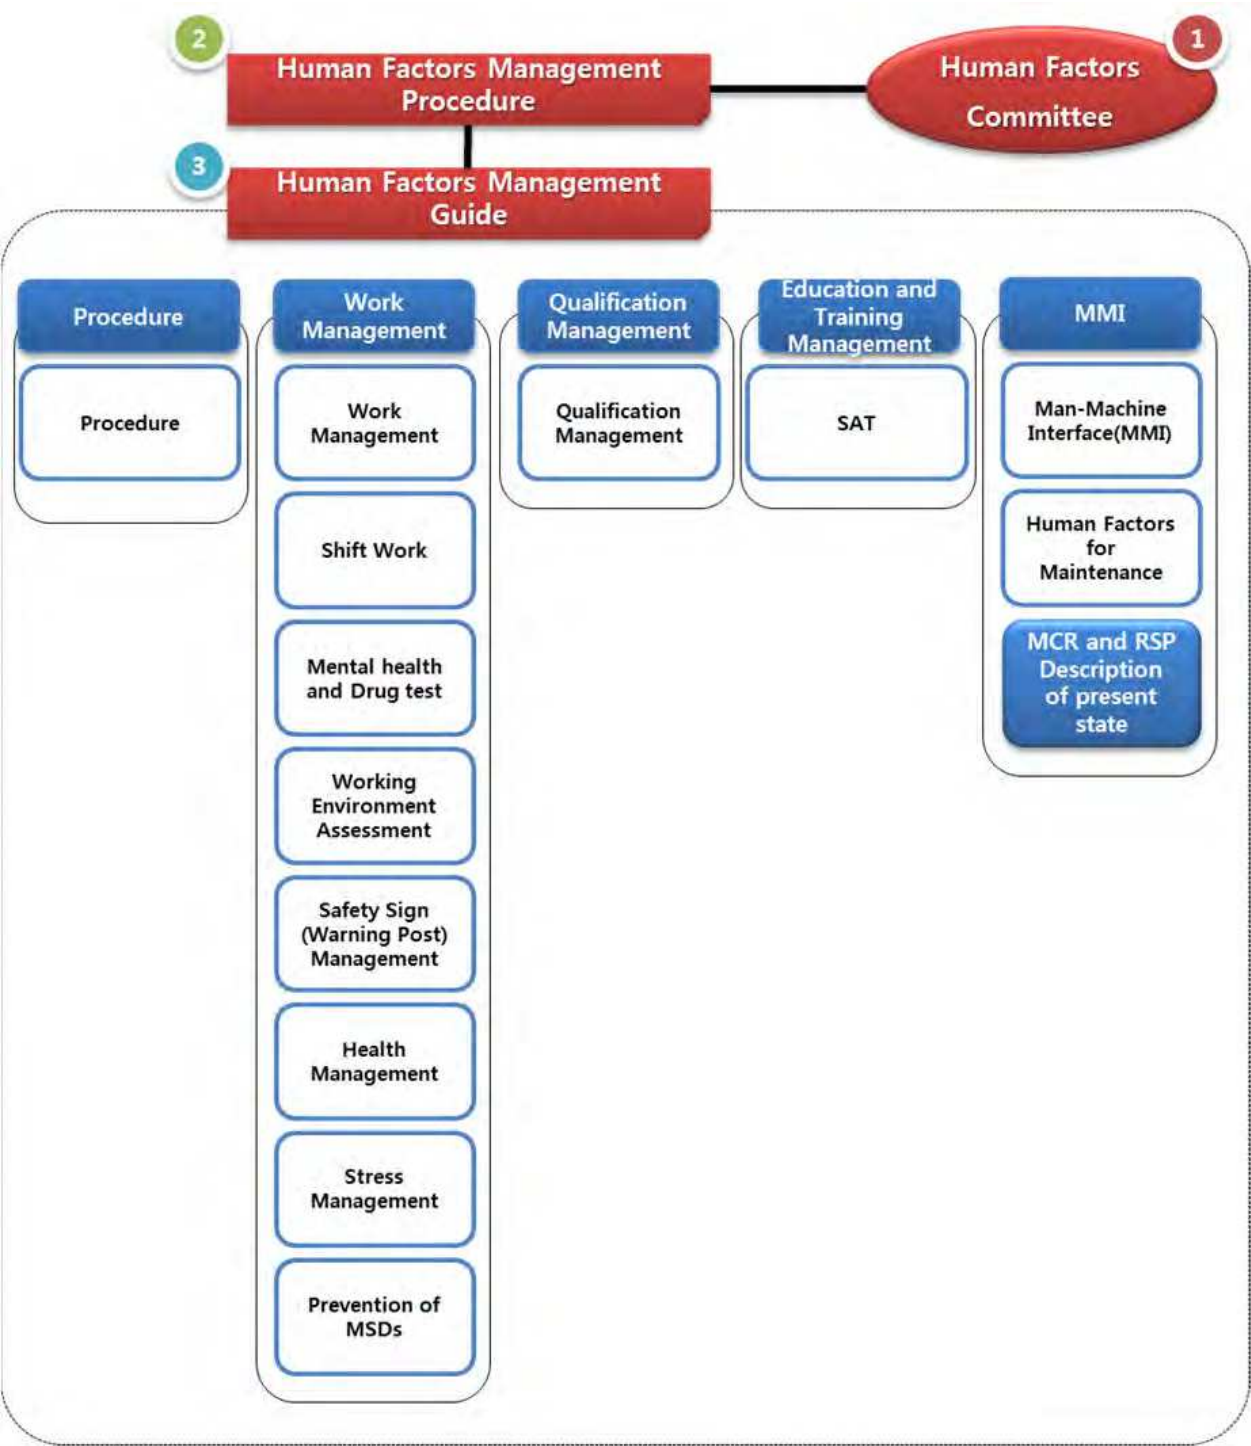 2
Human Factors Management
Procedure
1
Human Factors
Committee
3
Human Factors Management
Guide
Procedure
Procedure
Work
Management
Work
Management
Shift Work
Mental health
and Drug test
Working
Environment
Assessment
Safety Sign
(Warning Post)
Management
Health
Management
Stress
Management
Prevention of
MSDs
Qualification
Management
Qualification
Management
Education and
Training
Management
SAT
MMI
Man-Machine
Interface(MMI)
Human Factors
for
Maintenance
MCR and RSP
Description
of present
state